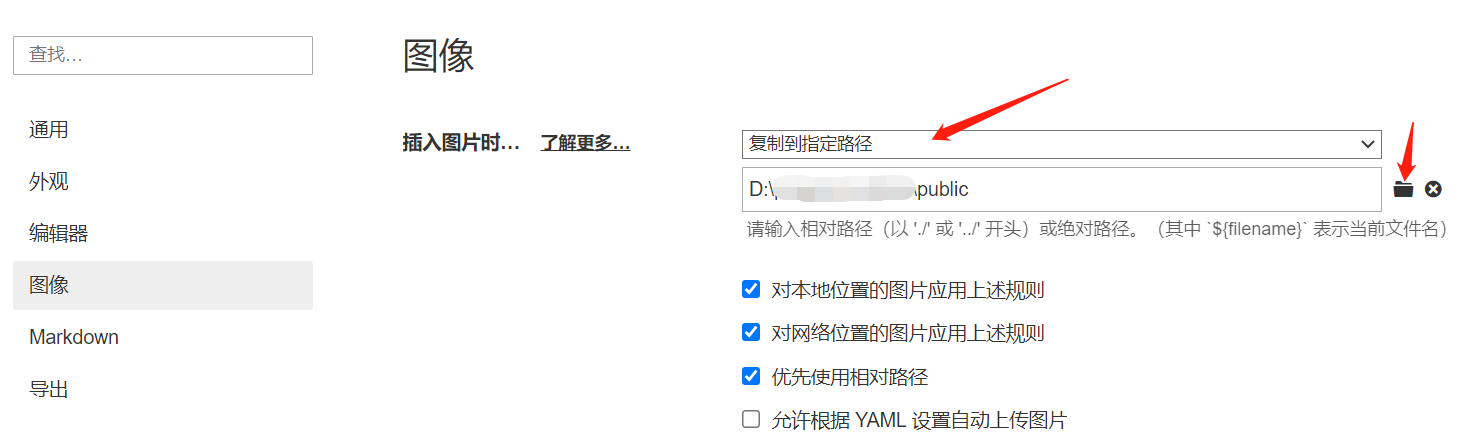 查找…
通用
外观
编辑器
图像
Markdown
导出
图像
插入图片时… 了解更多…
复制到指定路径
D:\ \public
请输入相对路径（以 './' 或 '../' 开头）或绝对路径。（其中 `${filename}` 表示当前文件名）
对本地位置的图片应用上述规则
对网络位置的图片应用上述规则
优先使用相对路径
允许根据 YAML 设置自动上传图片